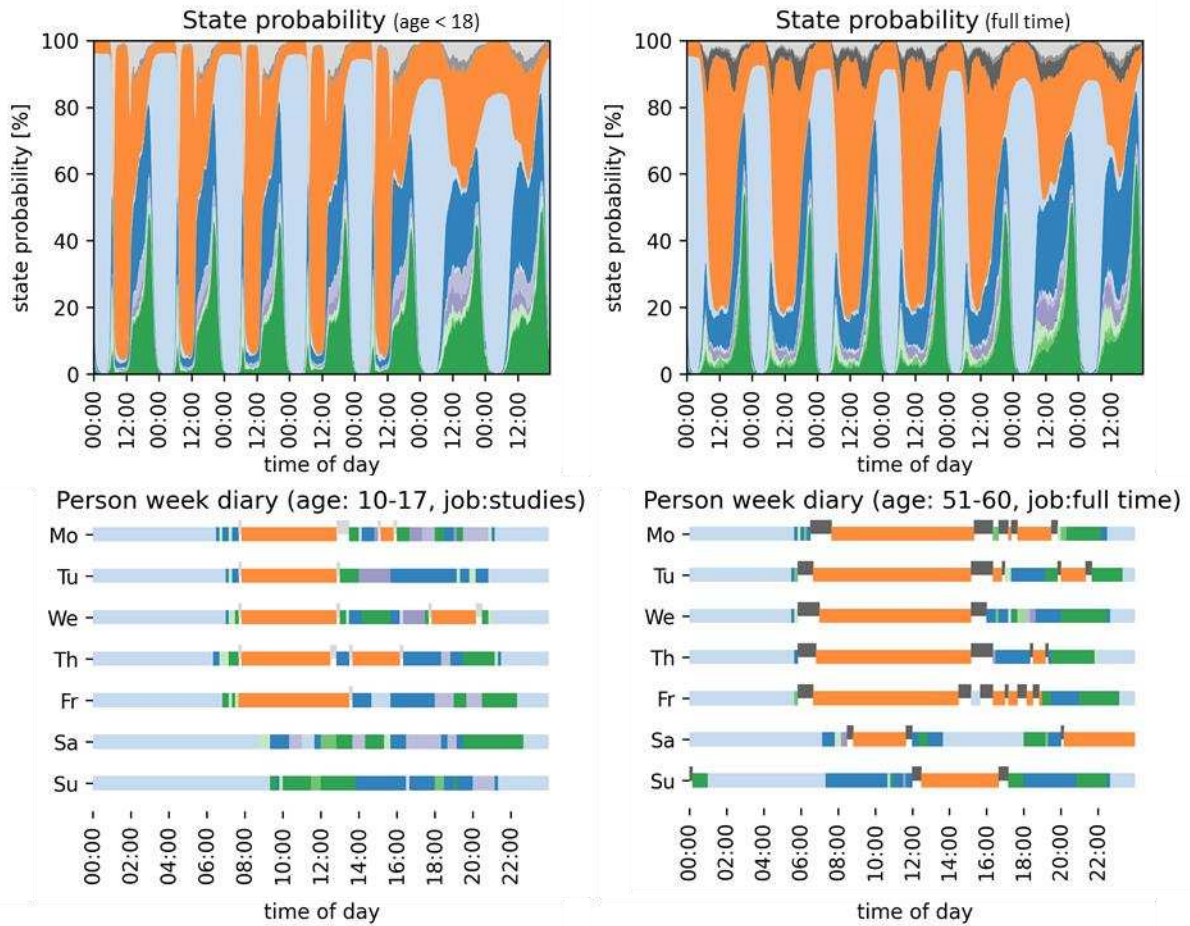 State probability (age < 18)
state probability [%]
100
80
60
40
20
0
00:00 12:00 00:00 12:00 00:00 12:00 00:00 12:00 00:00 12:00 00:00 12:00 00:00 12:00
time of day
State probability (full time)
state probability [%]
100
80
60
40
20
0
00:00 12:00 00:00 12:00 00:00 12:00 00:00 12:00 00:00 12:00 00:00 12:00 00:00 12:00
time of day
Person week diary (age: 10-17, job:studies)
Mo
Tu
We
Th
Fr
Sa
Su
00:00 02:00 04:00 06:00 08:00 10:00 12:00 14:00 16:00 18:00 20:00 22:00
time of day
Person week diary (age: 51-60, job:full time)
Mo
Tu
We
Th
Fr
Sa
Su
00:00 02:00 04:00 06:00 08:00 10:00 12:00 14:00 16:00 18:00 20:00 22:00
time of day